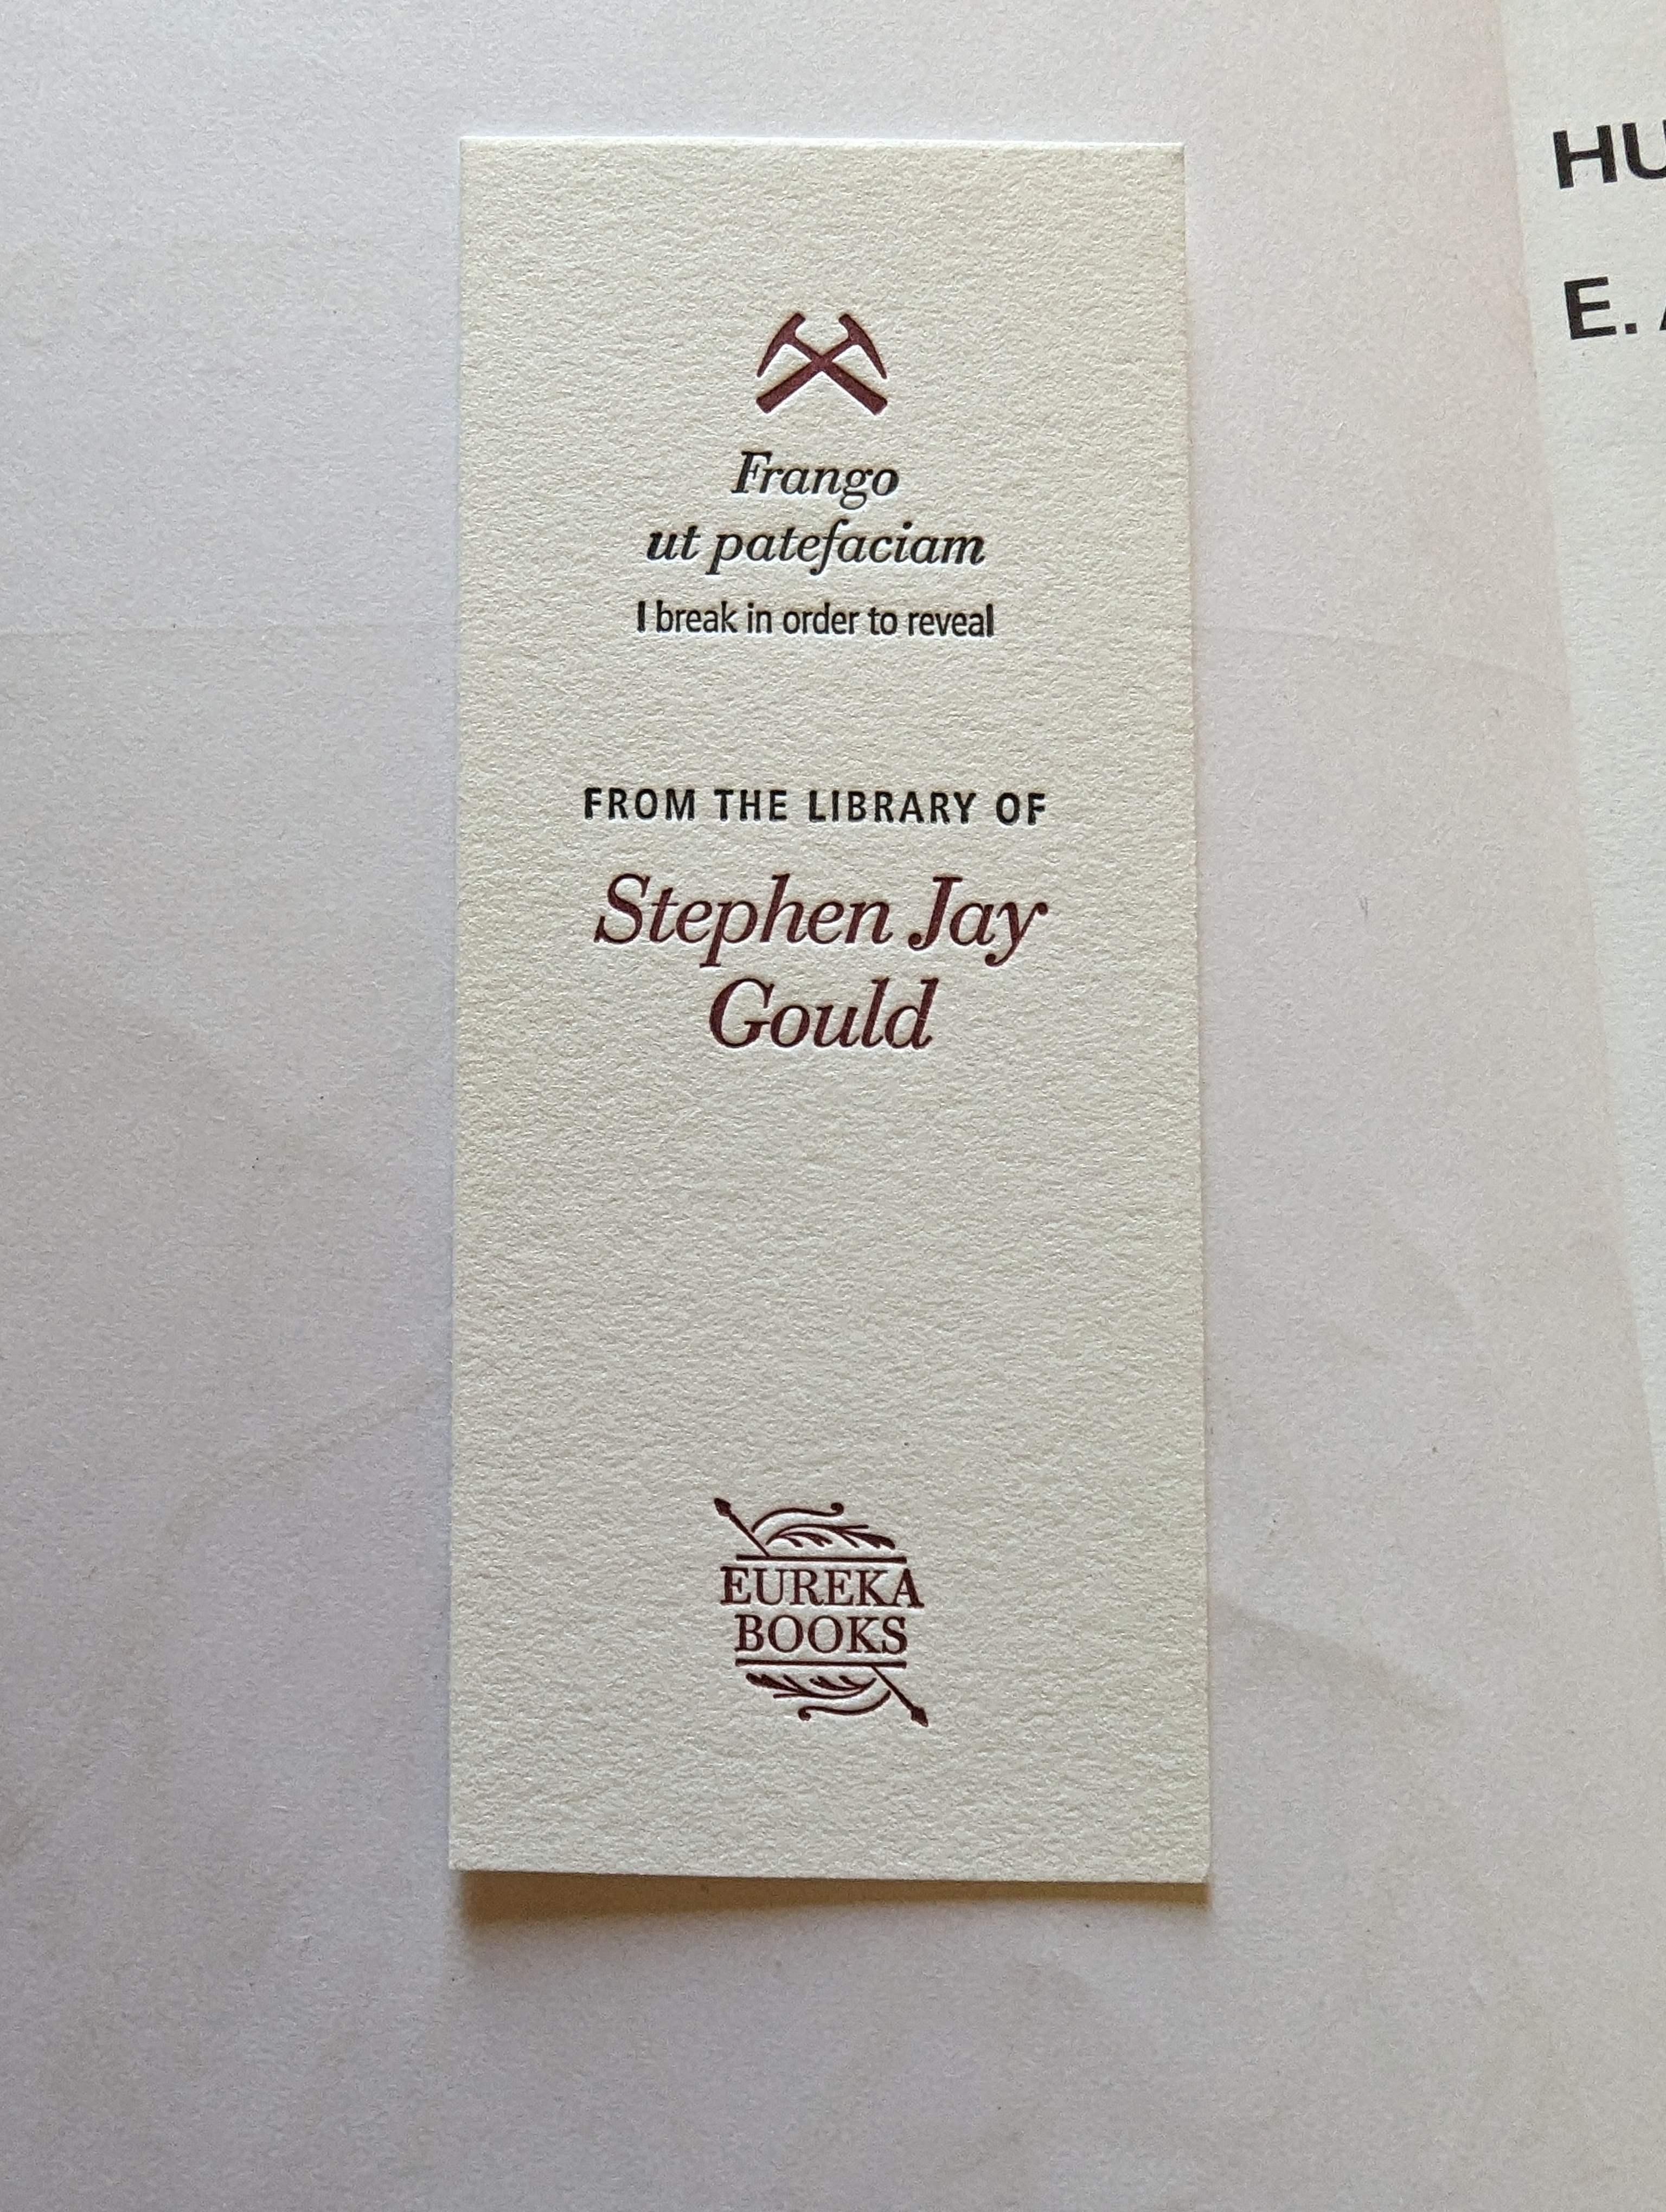 Frango
ut patefaciam
I break in order to reveal
FROM THE LIBRARY OF
Stephen Jay
Gould
EUREKA
BOOKS
HU
E.